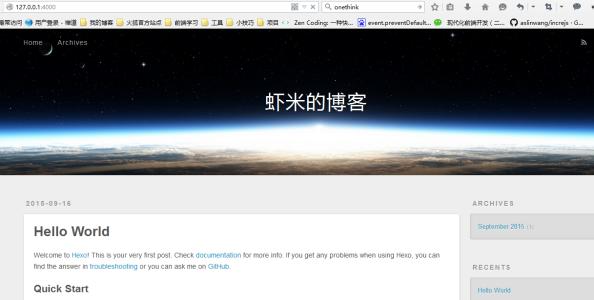 127.0.0.1:4000
onethink
最常访问 用户登录 - 禅道 我的博客 火狐官方站点 前端学习 工具 小技巧 项目 Zen Coding: 一种快... event.preventDefault... 现代化前端开发 ( 二... aslinwang/increjs · G...
Home Archives
虾米的博客
2015-09-16
Hello World
Welcome to Hexo! This is your very first post. Check documentation for more info. If you get any problems when using Hexo, you can
find the answer in troubleshooting or you can ask me on GitHub.
Quick Start
ARCHIVES
September 2015 (1)
RECENTS
Hello World